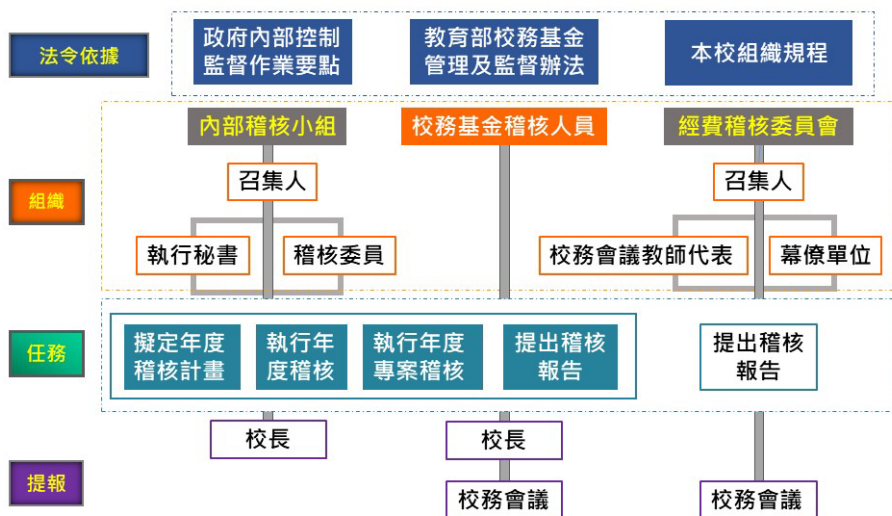 法令依據
政府內部控制
監督作業要點
教育部校務基金
管理及監督辦法
本校組織規程
組織
內部稽核小組
校務基金稽核人員
經費稽核委員會
召集人
召集人
執行秘書
稽核委員
校務會議教師代表
幕僚單位
任務
擬定年度
稽核計畫
執行年
度稽核
執行年度
專案稽核
提出稽核
報告
提出稽核
報告
提報
校長
校長
校務會議
校務會議